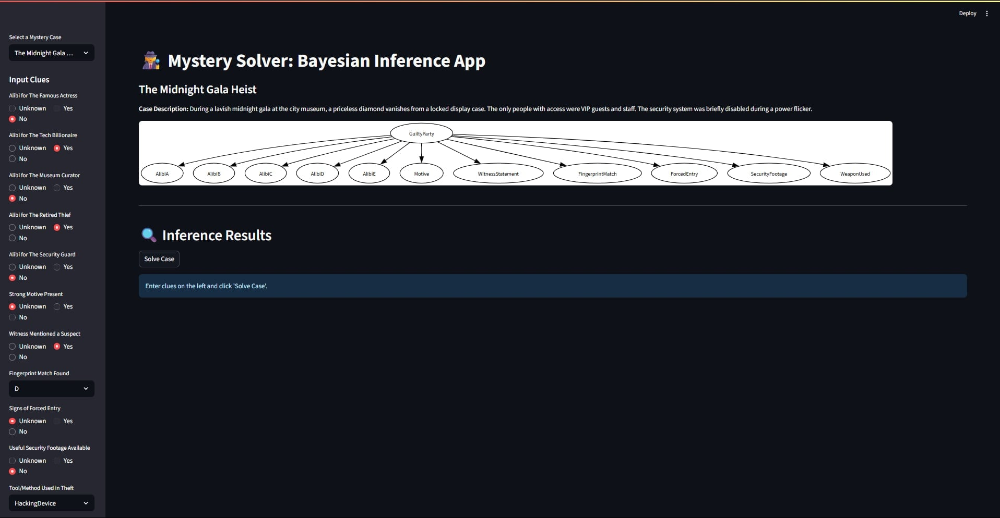 Deploy
Select a Mystery Case
The Midnight Gala ...
Input Clues
Alibi for The Famous Actress
Unknown Yes
No
Alibi for The Tech Billionaire
Unknown Yes
No
Alibi for The Museum Curator
Unknown Yes
No
Alibi for The Retired Thief
Unknown Yes
No
Alibi for The Security Guard
Unknown Yes
No
Strong Motive Present
Unknown Yes
No
Witness Mentioned a Suspect
Unknown Yes
No
Fingerprint Match Found
D
Signs of Forced Entry
Unknown Yes
No
Useful Security Footage Available
Unknown Yes
No
Tool/Method Used in Theft
HackingDevice
Mystery Solver: Bayesian Inference App
The Midnight Gala Heist
Case Description: During a lavish midnight gala at the city museum, a priceless diamond vanishes from a locked display case. The only people with access were VIP guests and staff. The security system was briefly disabled during a power flicker.
GuiltyParty
AlibiA AlibiB AlibiC AlibiD AlibiE Motive WitnessStatement FingerprintMatch ForcedEntry SecurityFootage WeaponUsed
Inference Results
Solve Case
Enter clues on the left and click 'Solve Case'.